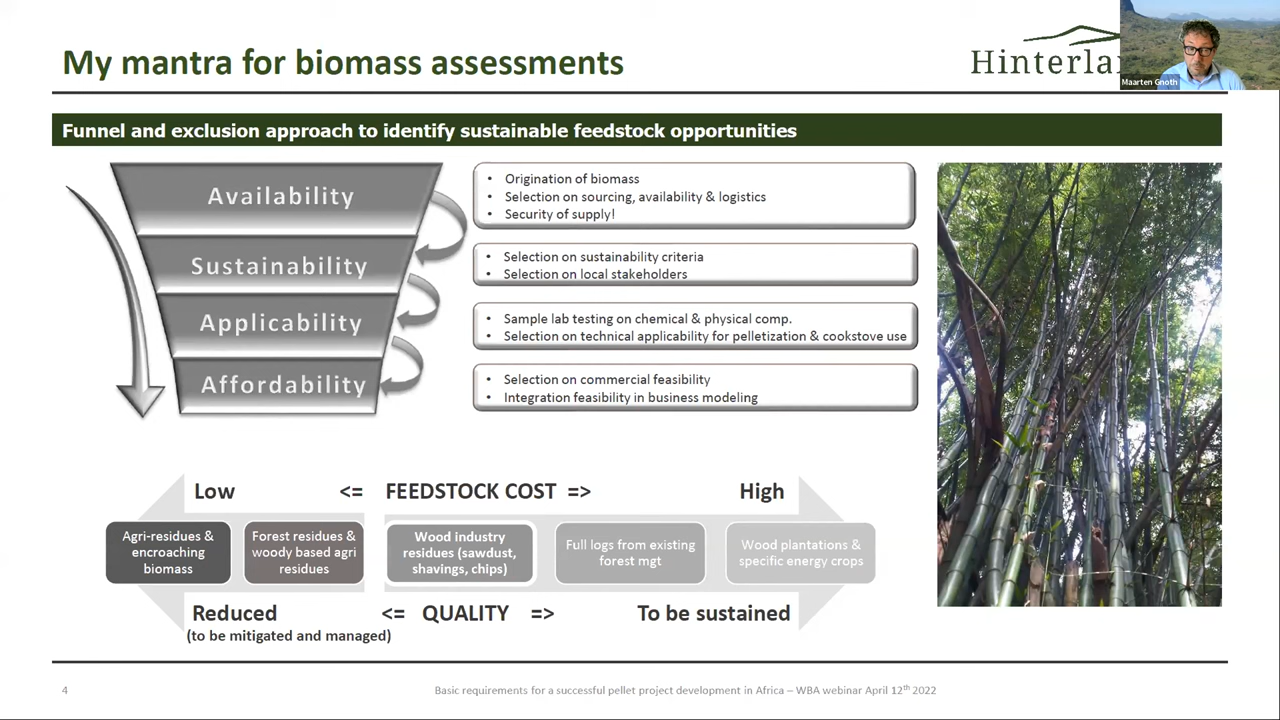 My mantra for biomass assessments
Maarten Gnoth
Funnel and exclusion approach to identify sustainable feedstock opportunities
Availability
• Origination of biomass
• Selection on sourcing, availability & logistics
• Security of supply!
Sustainability
• Selection on sustainability criteria
• Selection on local stakeholders
Applicability
• Sample lab testing on chemical & physical comp.
• Selection on technical applicability for pelletization & cookstove use
Affordability
• Selection on commercial feasibility
• Integration feasibility in business modeling
Low <= FEEDSTOCK COST => High
Agri-residues &
encroaching
biomass
Forest residues &
woody based agri
residues
Wood industry
residues (sawdust,
shavings, chips)
Full logs from existing
forest mgt
Wood plantations &
specific energy crops
Reduced <= QUALITY => To be sustained
(to be mitigated and managed)
4
Basic requirements for a successful pellet project development in Africa – WBA webinar April 12th 2022